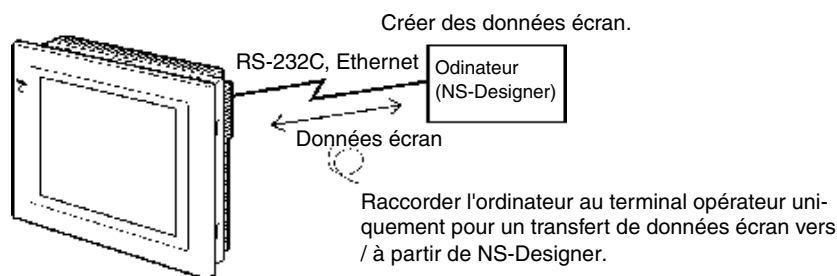 Créer des données écran.
RS-232C, Ethernet
Odinateur
(NS-Designer)
Données écran
Raccorder l'ordinateur au terminal opérateur uni-
quement pour un transfert de données écran vers
/ à partir de NS-Designer.